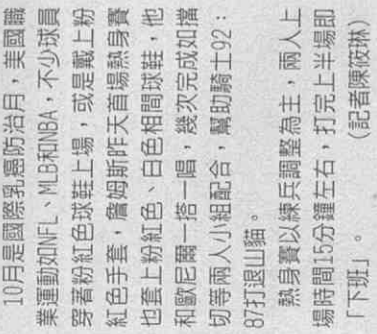 10月是國際乳癌防治月，美國職
業運動如NFL、MLB和NBA，不少球員
穿著粉紅色球鞋上場，或是戴上粉
紅色手套，詹姆斯昨天首場熱身賽
也套上粉紅色、白色相間球鞋，他
和歐尼爾一搭一唱，幾次完成如擋
切等兩人小組配合，幫助騎士92：
87打退山貓。
熱身賽以練兵調整為主，兩人上
場時間15分鐘左右，打完上半場即
「下班」。（記者陳筱琳）